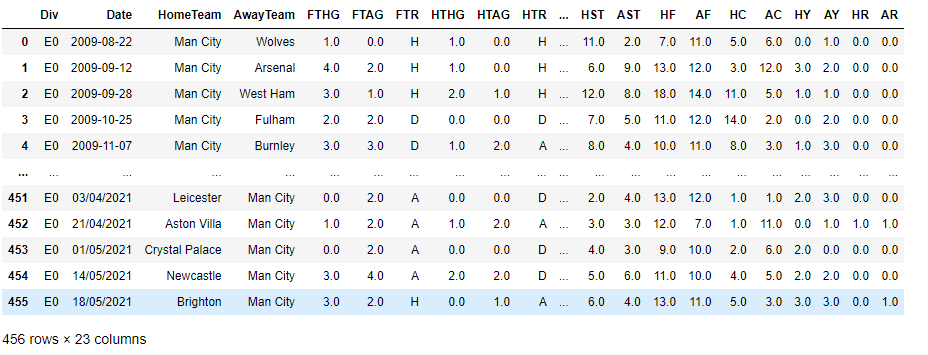 Div Date HomeTeam AwayTeam FTHG FTAG FTR HTHG HTAG HTR ... HST AST HF AF HC AC HY AY HR AR
0 E0 2009-08-22 Man City Wolves 1.0 0.0 H 1.0 0.0 H ... 11.0 2.0 7.0 11.0 5.0 6.0 0.0 1.0 0.0 0.0
1 E0 2009-09-12 Man City Arsenal 4.0 2.0 H 1.0 0.0 H ... 6.0 9.0 13.0 12.0 3.0 12.0 3.0 2.0 0.0 0.0
2 E0 2009-09-28 Man City West Ham 3.0 1.0 H 2.0 1.0 H ... 12.0 8.0 18.0 14.0 11.0 5.0 1.0 1.0 0.0 0.0
3 E0 2009-10-25 Man City Fulham 2.0 2.0 D 0.0 0.0 D ... 7.0 5.0 11.0 12.0 14.0 2.0 0.0 2.0 0.0 0.0
4 E0 2009-11-07 Man City Burnley 3.0 3.0 D 1.0 2.0 A ... 8.0 4.0 10.0 11.0 8.0 3.0 1.0 3.0 0.0 0.0
... ... ... ... ... ... ... ... ... ... ... ... ... ... ... ... ... ... ... ... ... ...
451 E0 03/04/2021 Leicester Man City 0.0 2.0 A 0.0 0.0 D ... 2.0 4.0 13.0 12.0 1.0 1.0 2.0 3.0 0.0 0.0
452 E0 21/04/2021 Aston Villa Man City 1.0 2.0 A 1.0 2.0 A ... 3.0 3.0 12.0 7.0 1.0 11.0 0.0 1.0 1.0 1.0
453 E0 01/05/2021 Crystal Palace Man City 0.0 2.0 A 0.0 0.0 D ... 4.0 3.0 9.0 10.0 2.0 6.0 2.0 0.0 0.0 0.0
454 E0 14/05/2021 Newcastle Man City 3.0 4.0 A 2.0 2.0 D ... 5.0 6.0 11.0 10.0 4.0 5.0 2.0 2.0 0.0 0.0
455 E0 18/05/2021 Brighton Man City 3.0 2.0 H 0.0 1.0 A ... 6.0 4.0 13.0 11.0 5.0 3.0 3.0 3.0 0.0 1.0
456 rows × 23 columns